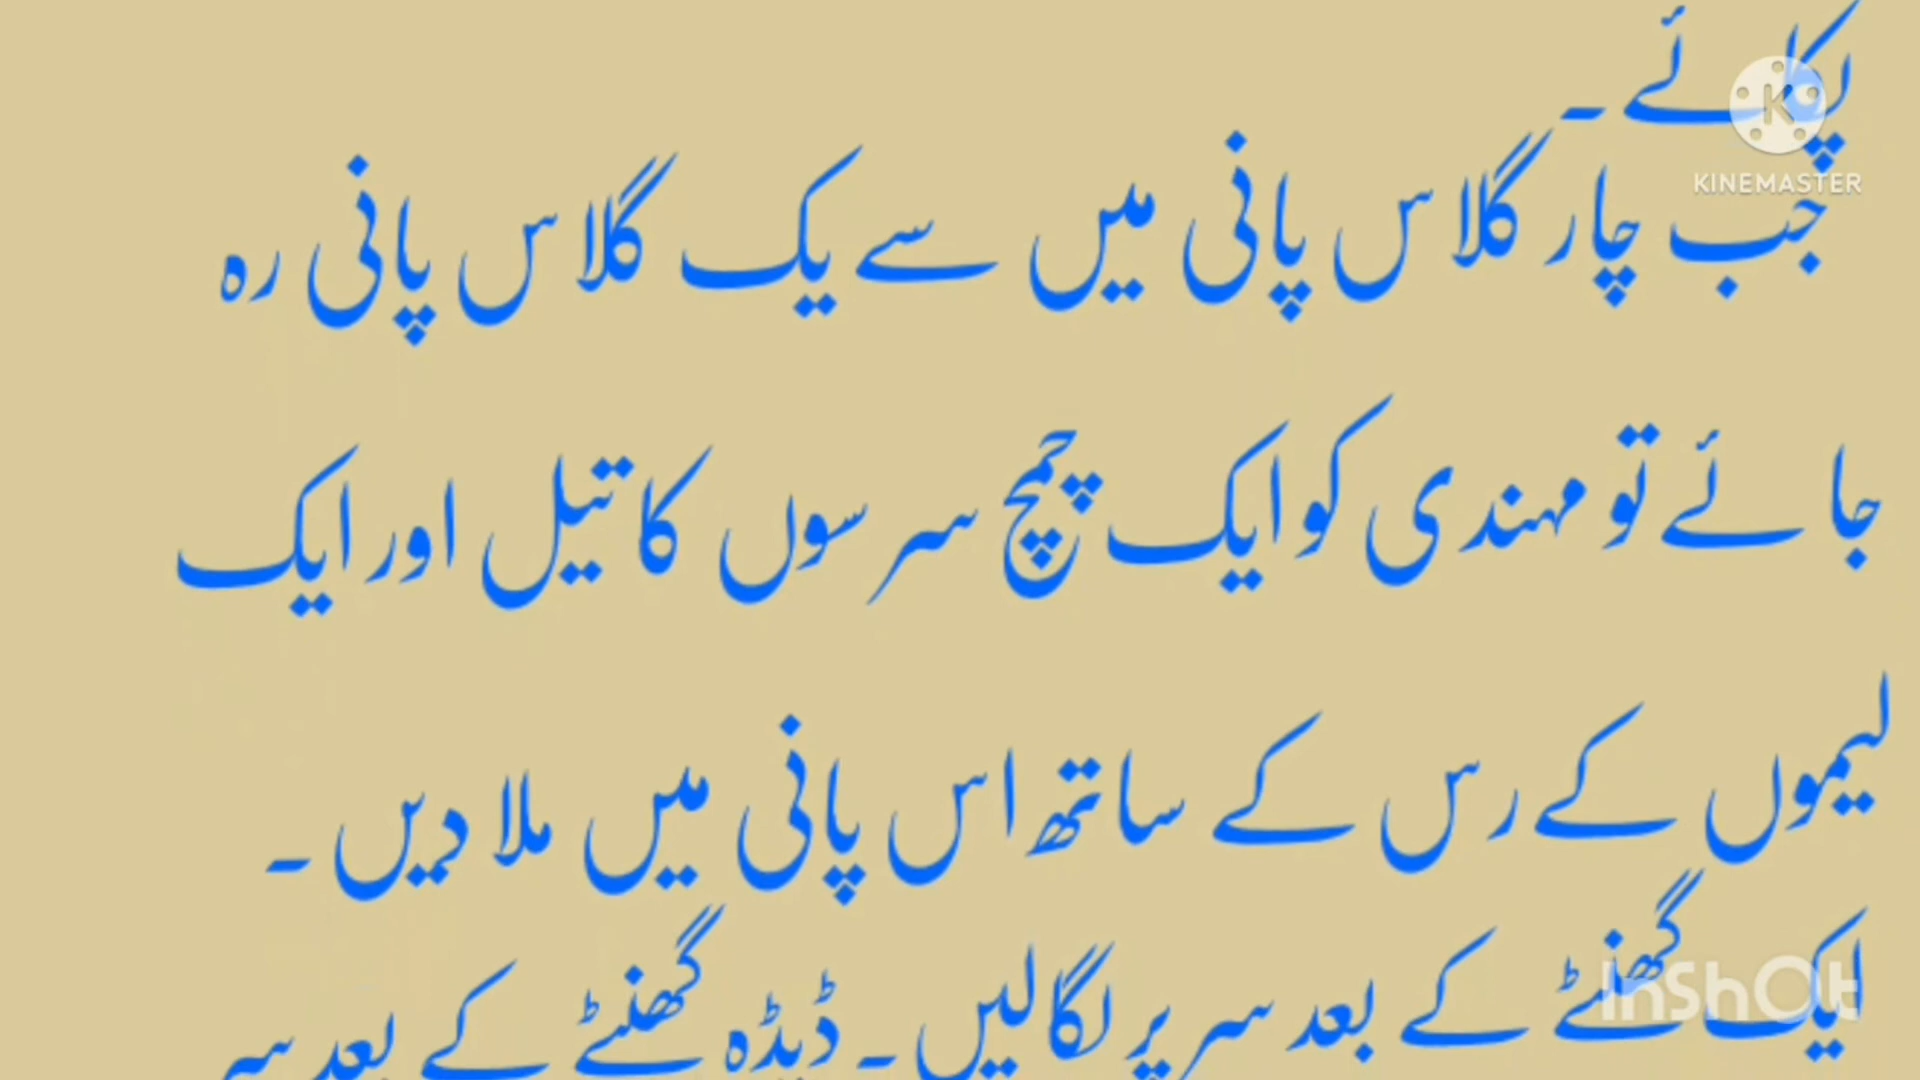 پکائے۔
KINEMASTER
جب چار گلاس پانی میں سے یک گلاس پانی رہ
جائے تو مہندی کو ایک چمچ سرسوں کا تیل اور ایک
لیموں کے رس کے ساتھ اس پانی میں ملا دیں۔
ایک گھنٹے کے بعد سر پر لگالیں۔ ڈیڈہ گھنٹے کے بعد سر
InShOt